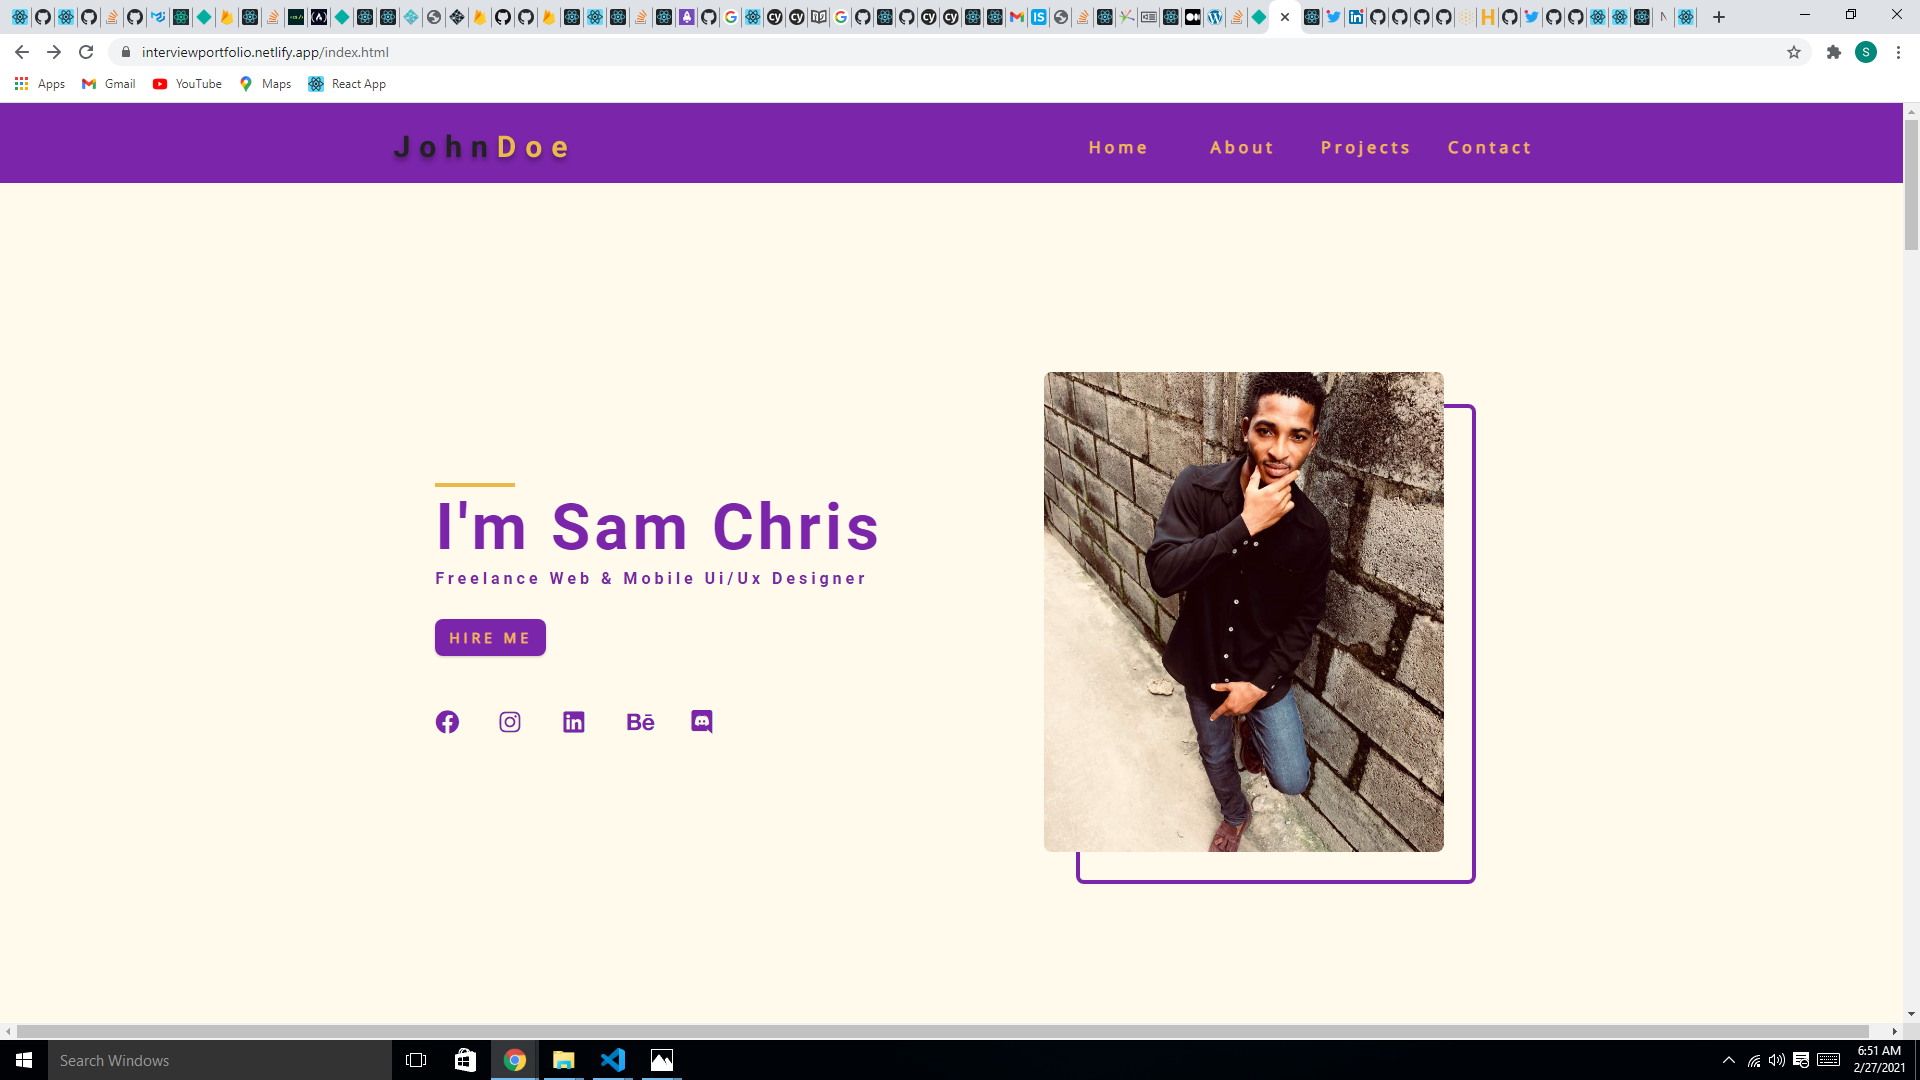 interviewportfolio.netlify.app/index.html
S
Apps Gmail YouTube Maps React App
JohnDoe Home About Projects Contact
I'm Sam Chris
Freelance Web & Mobile Ui/Ux Designer
HIRE ME
Bē
Search Windows
6:51 AM
2/27/2021